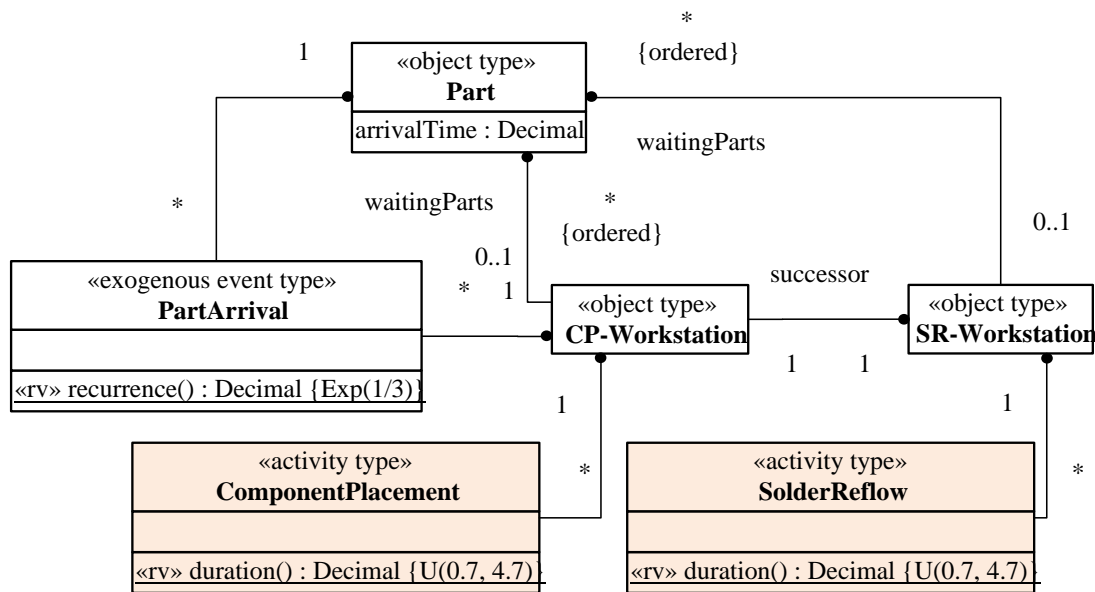 *
1
{ordered}
«object type»
Part
arrivalTime : Decimal
waitingParts
waitingParts
*
*
{ordered}
0..1
0..1
successor
«exogenous event type»
PartArrival
*
1
«object type»
CP-Workstation
«object type»
SR-Workstation
1
1
«rv» recurrence() : Decimal {Exp(1/3)}
1
1
«activity type»
ComponentPlacement
*
«activity type»
SolderReflow
*
«rv» duration() : Decimal {U(0.7, 4.7)}
«rv» duration() : Decimal {U(0.7, 4.7)}